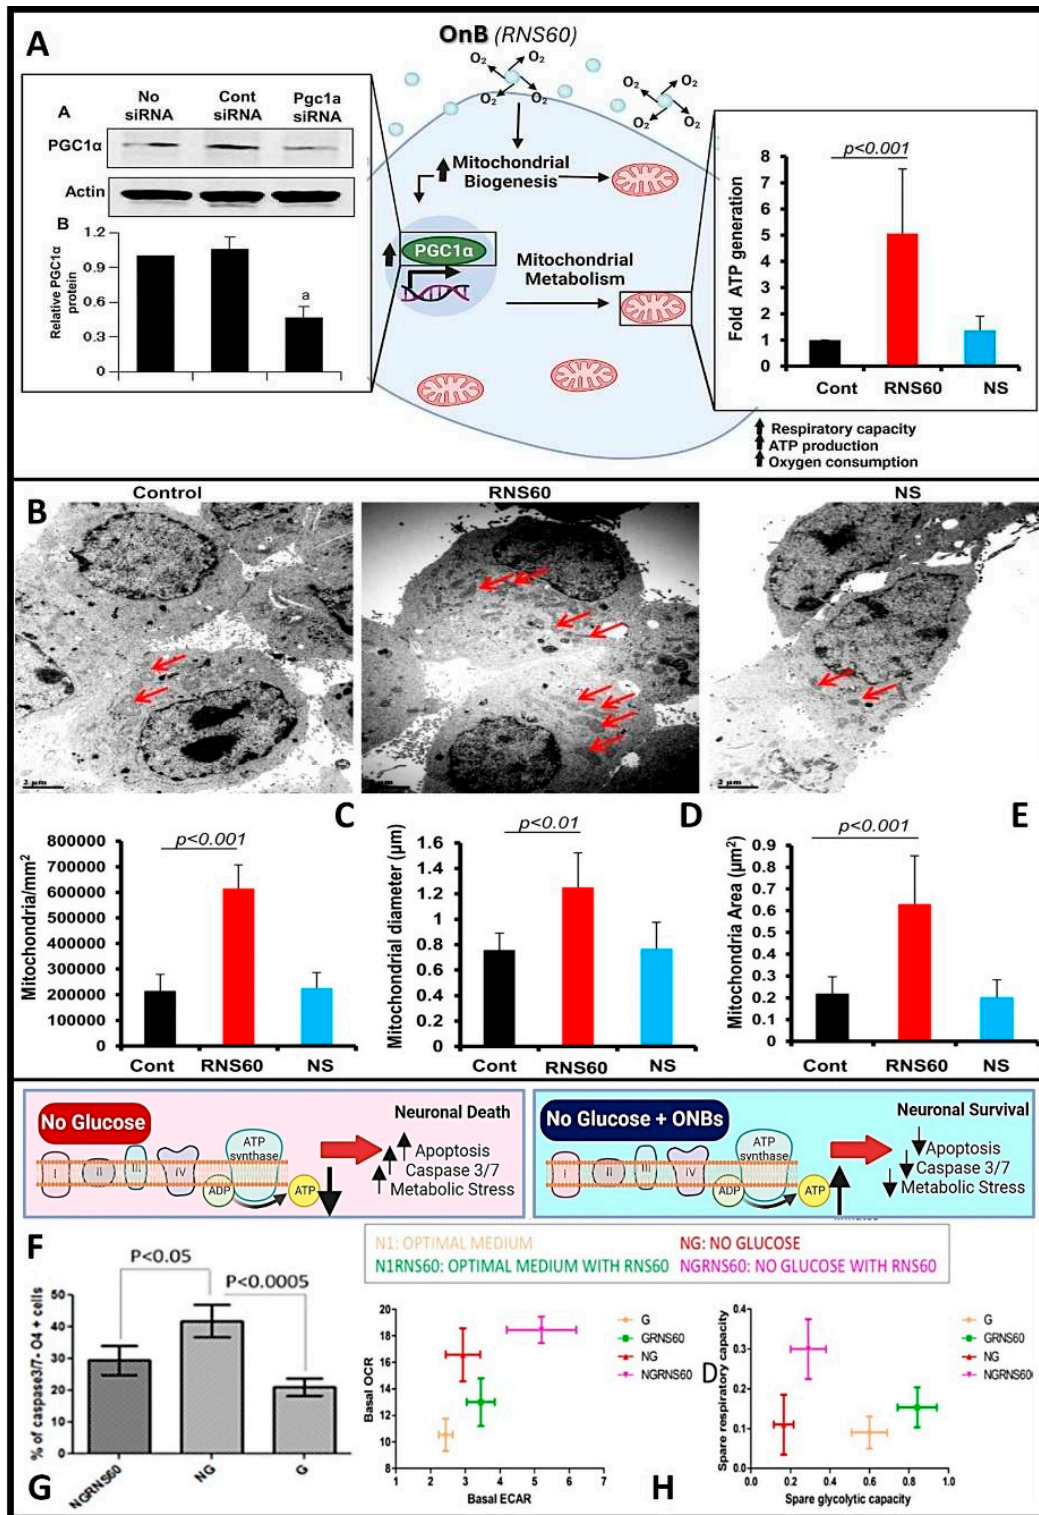 A
OnB (RNS60)
O₂ O₂
O₂ O₂
O₂ O₂
O₂ O₂
A
No siRNA
Cont siRNA
Pgc1a siRNA
PGC1α
Actin
B
Relative PGC1α protein
1.2
0.9
0.6
0.3
0
a
Mitochondrial
Biogenesis
PGC1α
Mitochondrial
Metabolism
p<0.001
Fold ATP generation
8
7
6
5
4
3
2
1
1
Cont RNS60 NS
Respiratory capacity
ATP production
Oxygen consumption
Control RNS60 NS
B
2 µm
2 µm
C
p<0.001
Mitochondria/mm²
800000
700000
600000
500000
400000
300000
200000
100000
0
Cont RNS60 NS
D
p<0.01
Mitochondrial diameter (µm)
1.6
1.4
1.2
1
0.8
0.6
0.4
0.2
0
Cont RNS60 NS
E
p<0.001
Mitochondria Area (µm²)
0.9
0.8
0.7
0.6
0.5
0.4
0.3
0.2
0.1
0
Cont RNS60 NS
No Glucose
I II III IV
ATP
synthase
ADP ATP
Neuronal Death
Apoptosis
Caspase 3/7
Metabolic Stress
No Glucose + ONBs
I II III IV
ATP
synthase
ADP ATP
Neuronal Survival
Apoptosis
Caspase 3/7
Metabolic Stress
F
P<0.05
P<0.0005
% of caspase3/7- O4 + cells
50
40
30
20
10
0
NGRNS60 NG G
G
N1: OPTIMAL MEDIUM NG: NO GLUCOSE
N1RNS60: OPTIMAL MEDIUM WITH RNS60 NGRNS60: NO GLUCOSE WITH RNS60
Basal OCR
20
18
16
14
12
10
8
1 2 3 4 5 6 7
Basal ECAR
G
GRNS60
NG
NGRNS60
H
D
Spare respiratory capacity
0.4
0.3
0.2
0.1
0.0
0.0 0.2 0.4 0.6 0.8 1.0
Spare glycolytic capacity
G
GRNS60
NG
NGRNS60